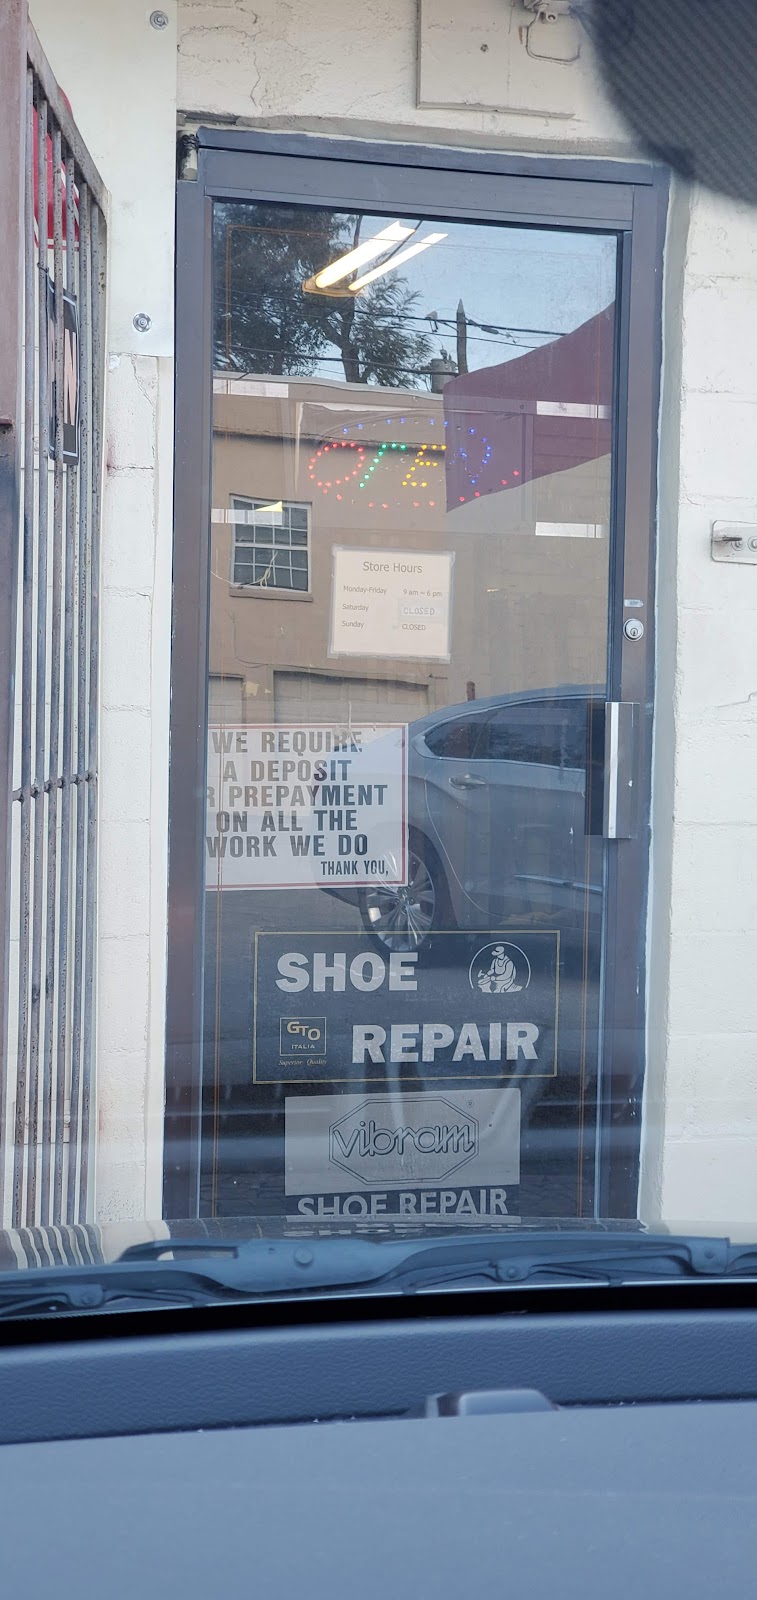 OPEN
Store Hours
Monday-Friday 9 am ~ 6 pm
Saturday CLOSED
Sunday CLOSED
WE REQUIRE
A DEPOSIT
R PREPAYMENT
ON ALL THE
WORK WE DO
THANK YOU,
SHOE
GTO
ITALIA
Superior Quality
REPAIR
vibram
SHOE REPAIR